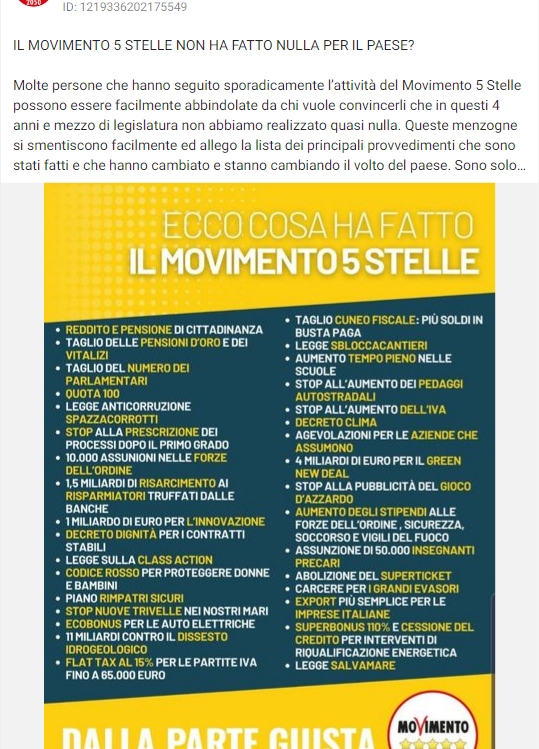 2050
ID: 1219336202175549
IL MOVIMENTO 5 STELLE NON HA FATTO NULLA PER IL PAESE?
Molte persone che hanno seguito sporadicamente l’attività del Movimento 5 Stelle
possono essere facilmente abbindolate da chi vuole convincerli che in questi 4
anni e mezzo di legislatura non abbiamo realizzato quasi nulla. Queste menzogne
si smentiscono facilmente ed allego la lista dei principali provvedimenti che sono
stati fatti e che hanno cambiato e stanno cambiando il volto del paese. Sono solo...
ECCO COSA HA FATTO
IL MOVIMENTO 5 STELLE
• REDDITO E PENSIONE DI CITTADINANZA
• TAGLIO DELLE PENSIONI D'ORO E DEI
VITALIZI
• TAGLIO DEL NUMERO DEI
PARLAMENTARI
• QUOTA 100
• LEGGE ANTICORRUZIONE
SPAZZACORROTTI
• STOP ALLA PRESCRIZIONE DEI
PROCESSI DOPO IL PRIMO GRADO
• 10.000 ASSUNIONI NELLE FORZE
DELL'ORDINE
• 1,5 MILIARDI DI RISARCIMENTO AI
RISPARMIATORI TRUFFATI DALLE
BANCHE
• 1 MILIARDO DI EURO PER L'INNOVAZIONE
• DECRETO DIGNITÀ PER I CONTRATTI
STABILI
• LEGGE SULLA CLASS ACTION
• CODICE ROSSO PER PROTEGGERE DONNE
E BAMBINI
• PIANO RIMPATRI SICURI
• STOP NUOVE TRIVELLE NEI NOSTRI MARI
• ECOBONUS PER LE AUTO ELETTRICHE
• 11 MILIARDI CONTRO IL DISSESTO
IDROGEOLOGICO
• FLAT TAX AL 15% PER LE PARTITE IVA
FINO A 65.000 EURO
• TAGLIO CUNEO FISCALE: PIÙ SOLDI IN
BUSTA PAGA
• LEGGE SBLOCCACANTIERI
• AUMENTO TEMPO PIENO NELLE
SCUOLE
• STOP ALL'AUMENTO DEI PEDAGGI
AUTOSTRADALI
• STOP ALL'AUMENTO DELL'IVA
• DECRETO CLIMA
• AGEVOLAZIONI PER LE AZIENDE CHE
ASSUMONO
• 4 MILIARDI DI EURO PER IL GREEN
NEW DEAL
• STOP ALLA PUBBLICITÀ DEL GIOCO
D'AZZARDO
• AUMENTO DEGLI STIPENDI ALLE
FORZE DELL'ORDINE , SICUREZZA,
SOCCORSO E VIGILI DEL FUOCO
• ASSUNZIONE DI 50.000 INSEGNANTI
PRECARI
• ABOLIZIONE DEL SUPERTICKET
• CARCERE PER I GRANDI EVASORI
• EXPORT PIÙ SEMPLICE PER LE
IMPRESE ITALIANE
• SUPERBONUS 110% E CESSIONE DEL
CREDITO PER INTERVENTI DI
RIQUALIFICAZIONE ENERGETICA
• LEGGE SALVAMARE
DALLA PARTE GIUSTA
MOVIMENTO